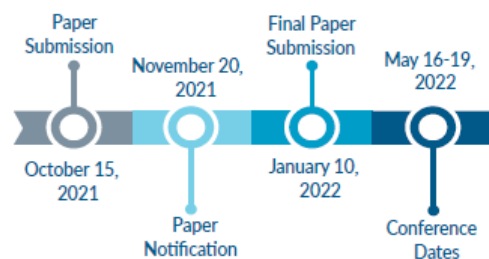 Paper
Submission
October 15,
2021
November 20,
2021
Paper
Notification
Final Paper
Submission
January 10,
2022
May 16-19,
2022
Conference
Dates